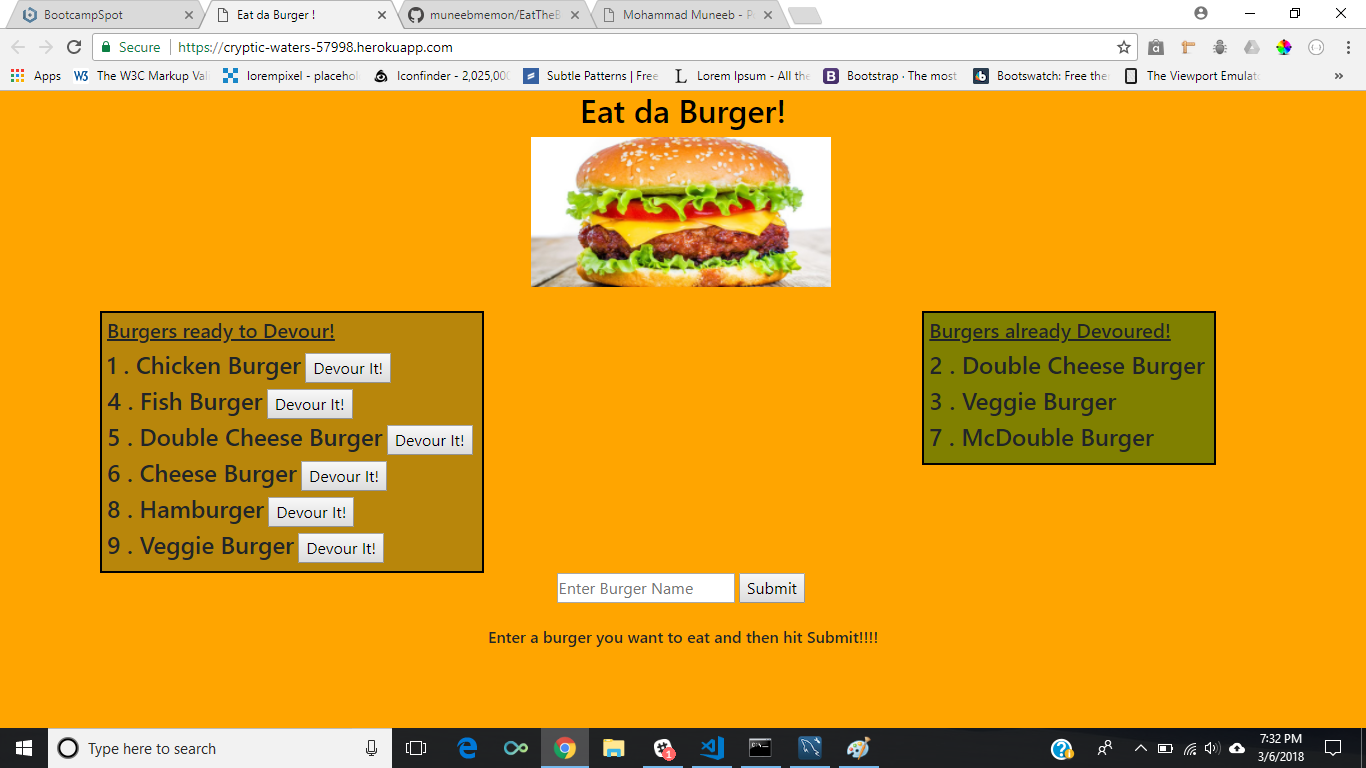 BootcampSpot
Eat da Burger !
muneebmemon/EatTheB
Mohammad Muneeb - P
Secure
https://cryptic-waters-57998.herokuapp.com
Apps
The W3C Markup Vali
lorempixel - placehol
Iconfinder - 2,025,000
Subtle Patterns | Free
Lorem Ipsum - All the
Bootstrap · The most
Bootswatch: Free the
The Viewport Emulato
Eat da Burger!
Burgers ready to Devour!
1 . Chicken Burger Devour It!
4 . Fish Burger Devour It!
5 . Double Cheese Burger Devour It!
6 . Cheese Burger Devour It!
8 . Hamburger Devour It!
9 . Veggie Burger Devour It!
Burgers already Devoured!
2 . Double Cheese Burger
3 . Veggie Burger
7 . McDouble Burger
Enter Burger Name Submit
Enter a burger you want to eat and then hit Submit!!!!
Type here to search
7:32 PM
3/6/2018